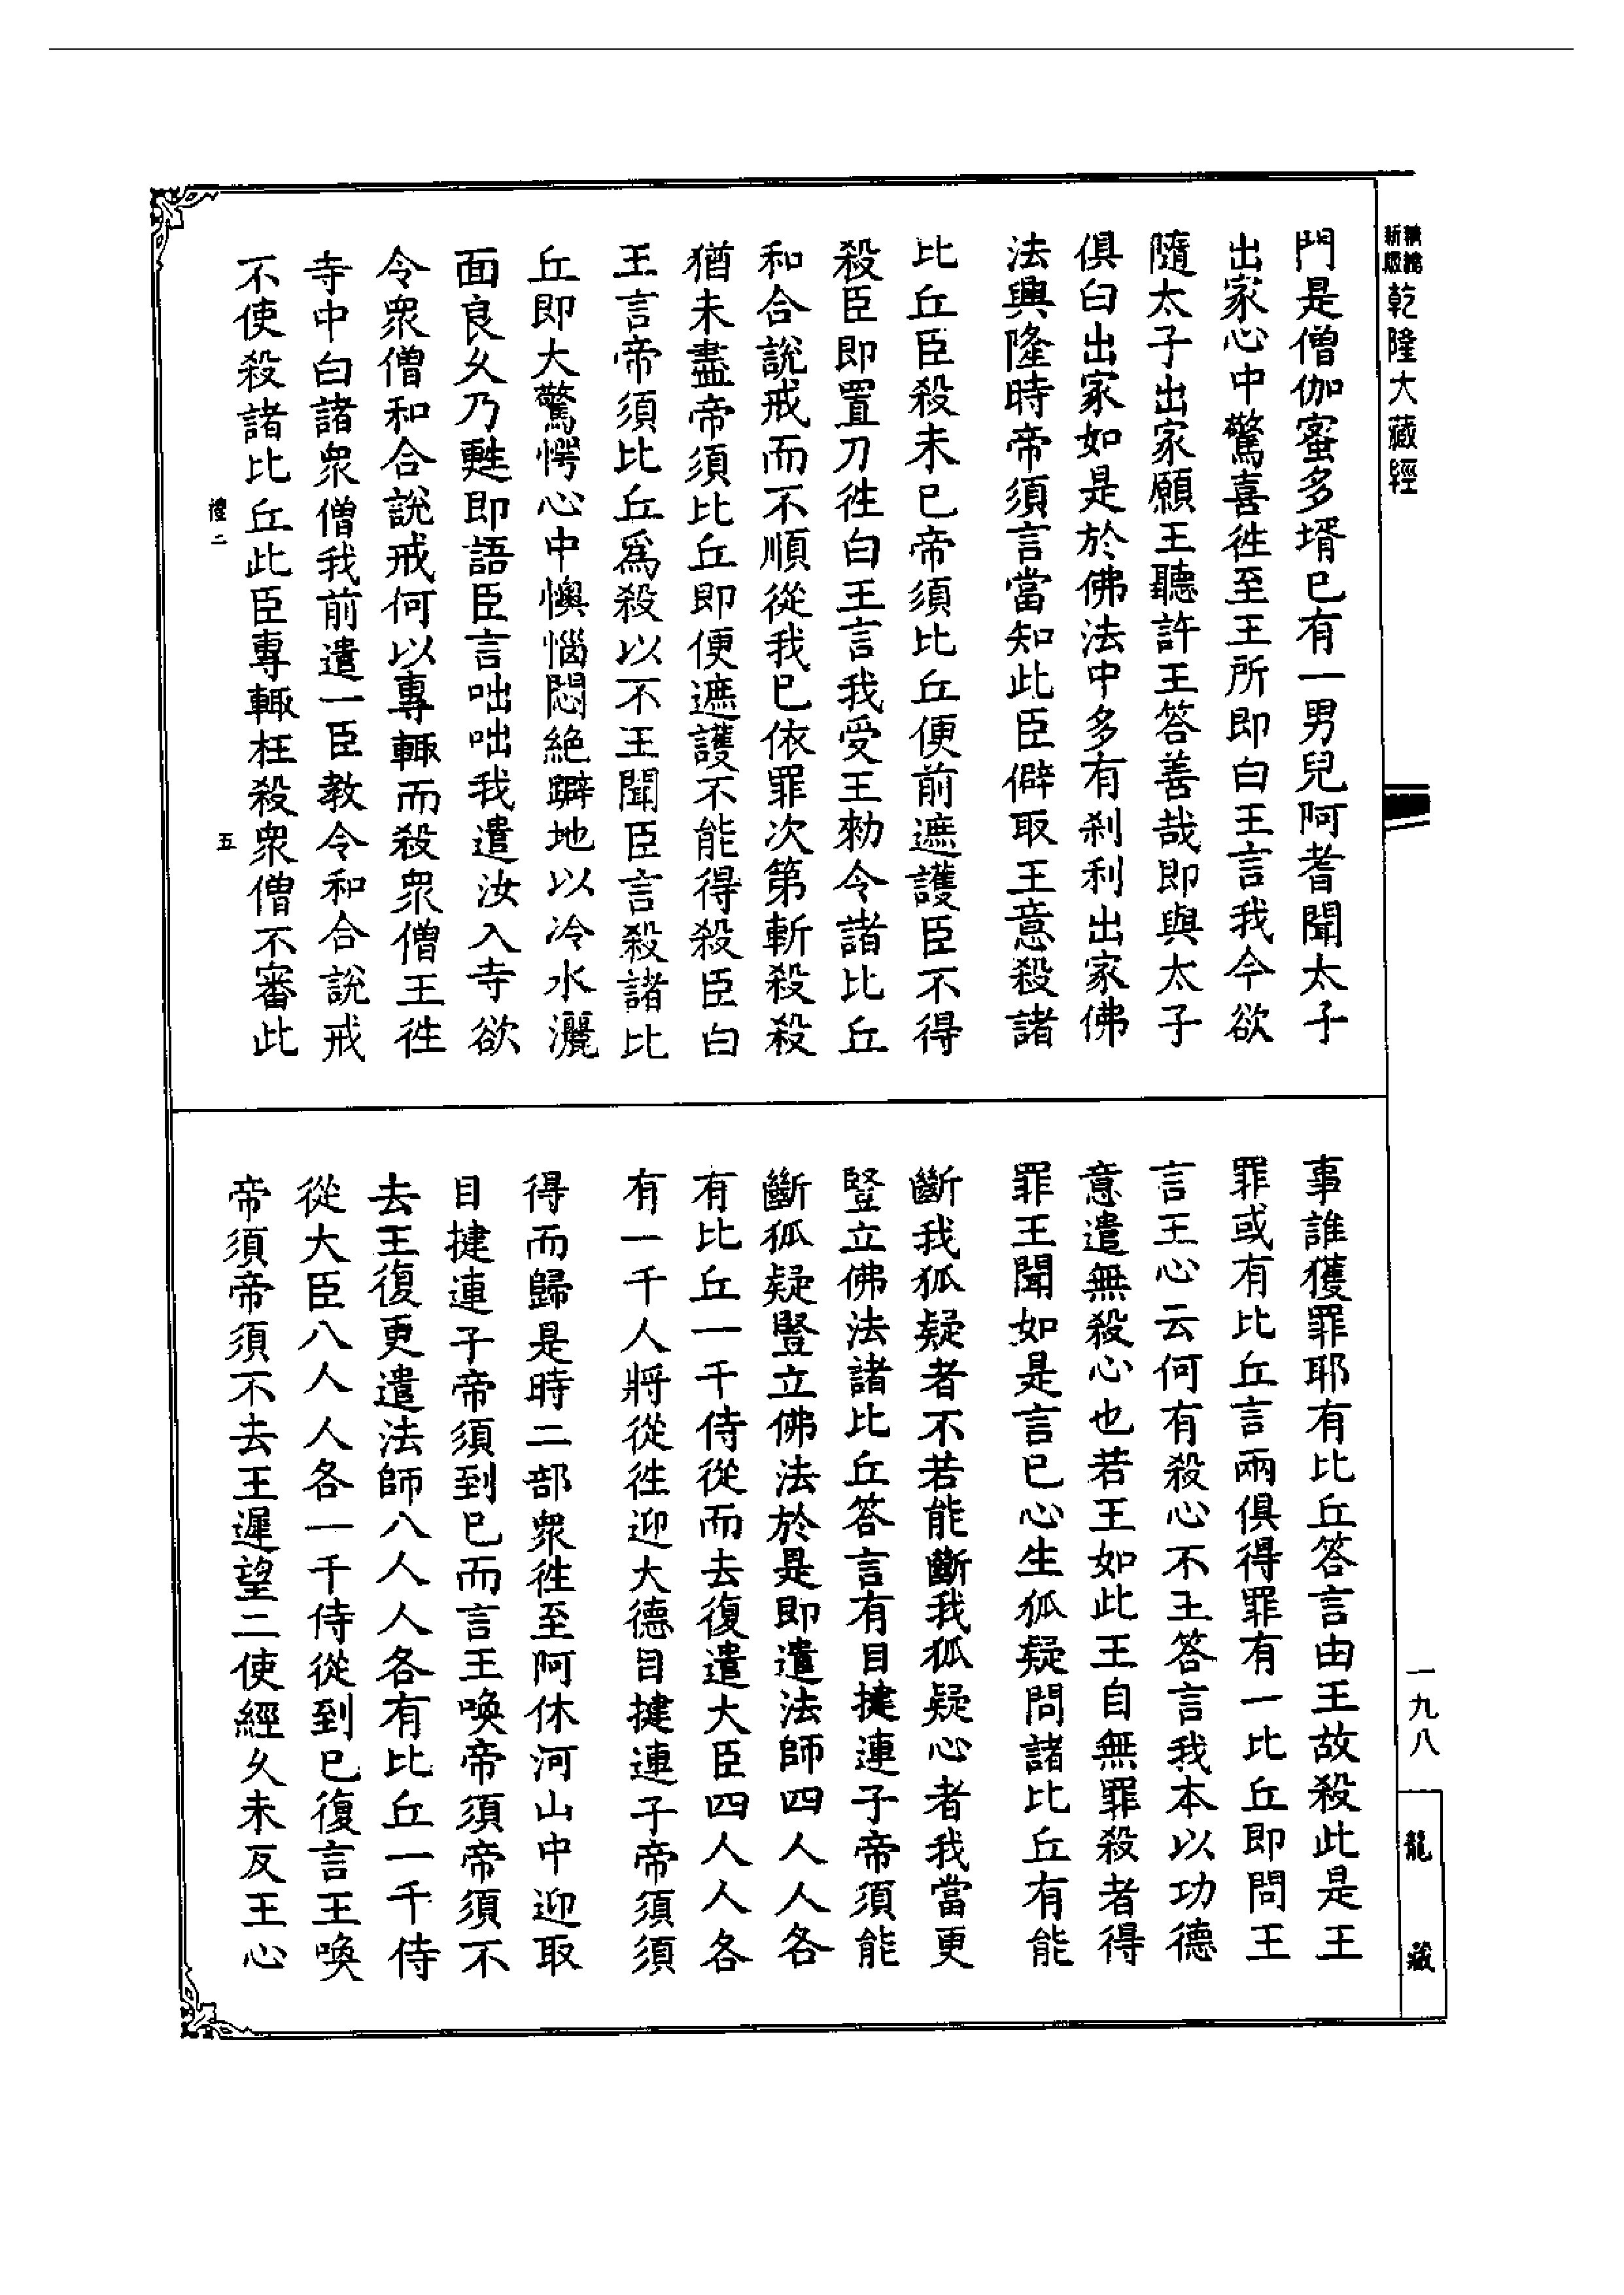 新版
乾隆大藏經
門是僧伽蜜多壻已有一男兒阿耆聞太子
出家心中驚喜徃至王所即白王言我今欲
隨太子出家願王聽許王答善哉即與太子
俱白出家如是於佛法中多有剎利出家佛
法興隆時帝須言當知此臣僻取王意殺諸
比丘臣殺未已帝須比丘便前遮護臣不得
殺臣即置刀徃白王言我受王勑令諸比丘
和合說戒而不順從我已依罪次第斬殺殺
猶未盡帝須比丘即便遮護不能得殺臣白
王言帝須比丘爲殺以不王聞臣言殺諸比
丘即大驚愕心中懊惱悶絶躃地以冷水灑
面良乆乃甦即語臣言咄咄我遣汝入寺欲
令衆僧和合說戒何以專輙而殺衆僧王徃
寺中白諸衆僧我前遣一臣教令和合說戒
不使殺諸比丘此臣專輙枉殺衆僧不審此
五
事誰獲罪耶有比丘答言由王故殺此是王
罪或有比丘言兩俱得罪有一比丘即問王
言王心云何有殺心不王答言我本以功德
意遣無殺心也若王如此王自無罪殺者得
罪王聞如是言已心生狐疑問諸比丘有能
斷我狐疑者不若能斷我狐疑心者我當更
豎立佛法諸比丘答言有目揵連子帝須能
斷狐疑豎立佛法於是即遣法師四人人各
有比丘一千侍從而去復遣大臣四人人各
有一千人將從徃迎大德目揵連子帝須須
得而歸是時二部衆徃至阿休河山中迎取
目揵連子帝須到已而言王喚帝須帝須不
去王復更遣法師八人人各有比丘一千侍
從大臣八人人各一千侍從到已復言王喚
帝須帝須不去王遲望二使經乆未反王心
一九八
龍藏